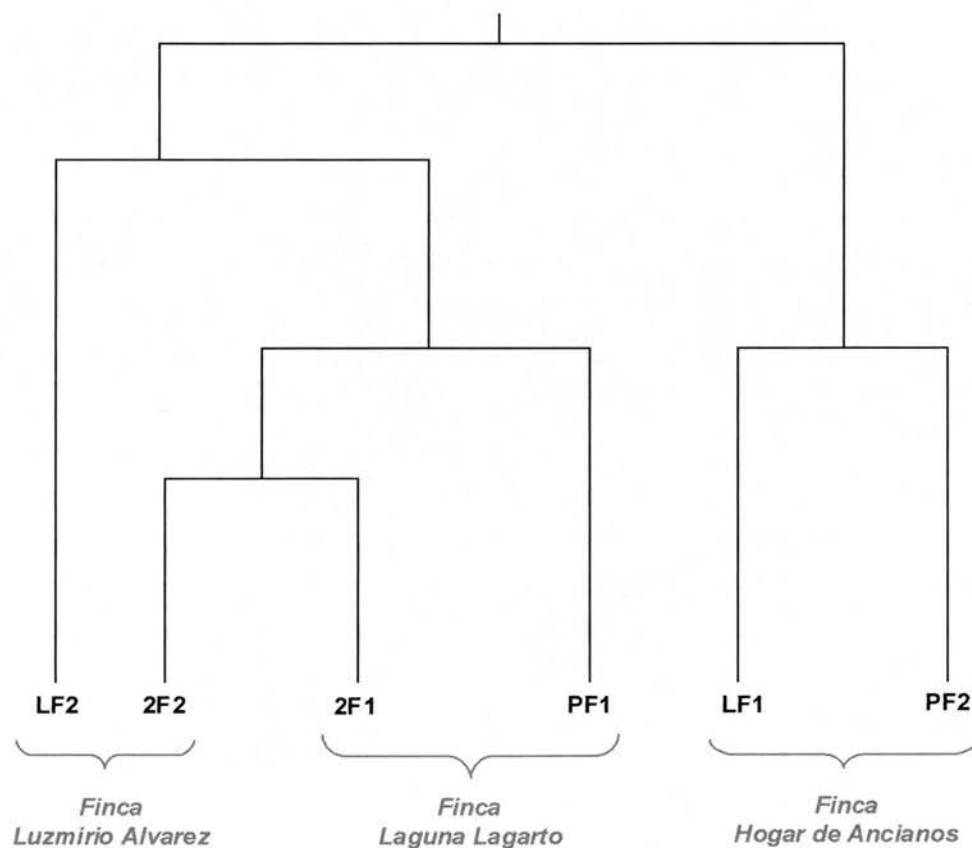 LF2 2F2 2F1 PF1 LF1 PF2
Finca
Luzmirio Alvarez
Finca
Laguna Lagarto
Finca
Hogar de Ancianos